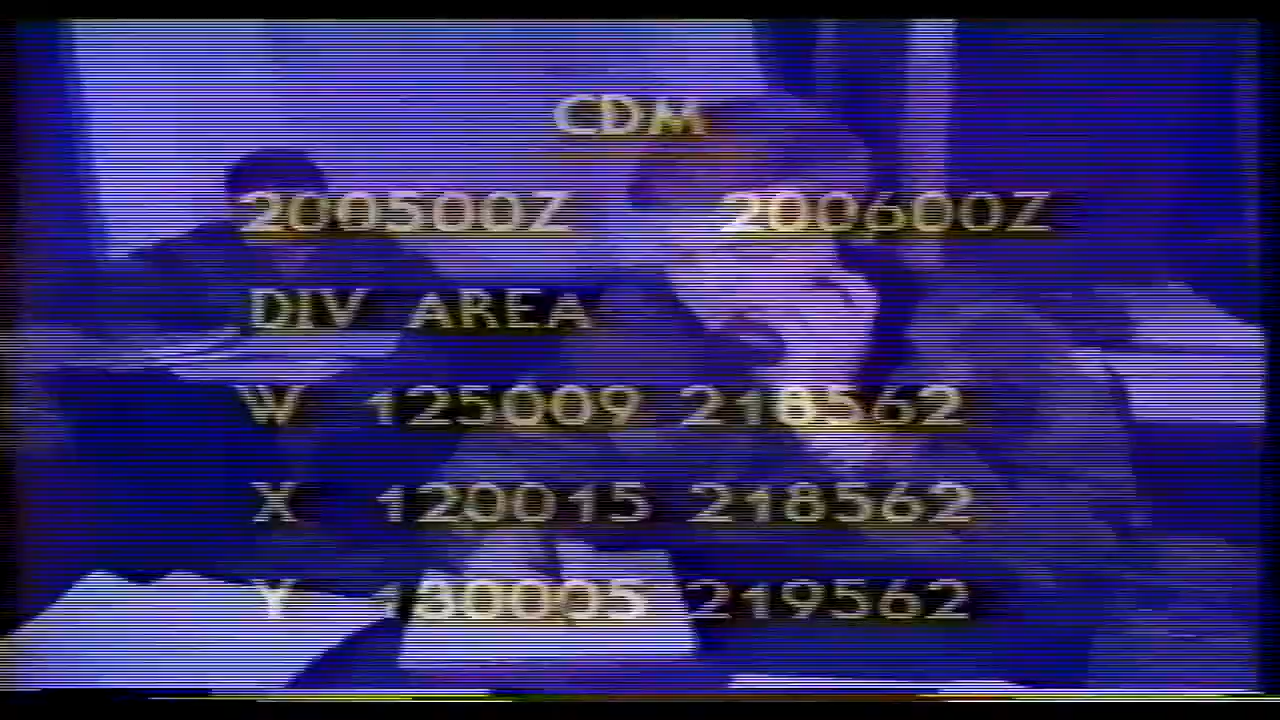 CDM
200500Z 200600Z
DIV AREA
W 125009 218562
X 120015 218562
Y 130005 219562